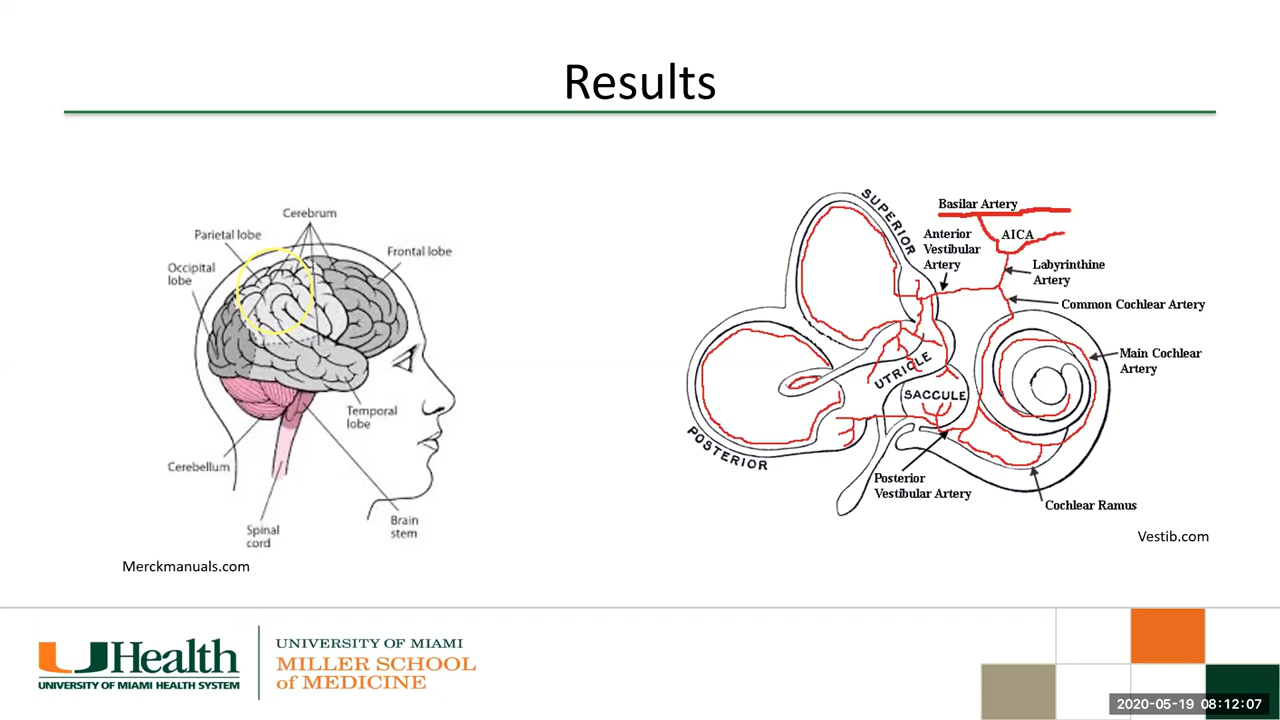 Results
Cerebrum
Parietal lobe
Occipital
lobe
Frontal lobe
Temporal
lobe
Cerebellum
Spinal
cord
Brain
stem
Merckmanuals.com
SUPERIOR
Basilar Artery
Anterior
Vestibular
Artery
AICA
Labyrinthine
Artery
Common Cochlear Artery
Main Cochlear
Artery
UTRICLE
SACCULE
POSTERIOR
Posterior
Vestibular Artery
Cochlear Ramus
Vestib.com
UHealth
UNIVERSITY OF MIAMI HEALTH SYSTEM
UNIVERSITY OF MIAMI
MILLER SCHOOL
of MEDICINE
2020-05-19 08:12:07